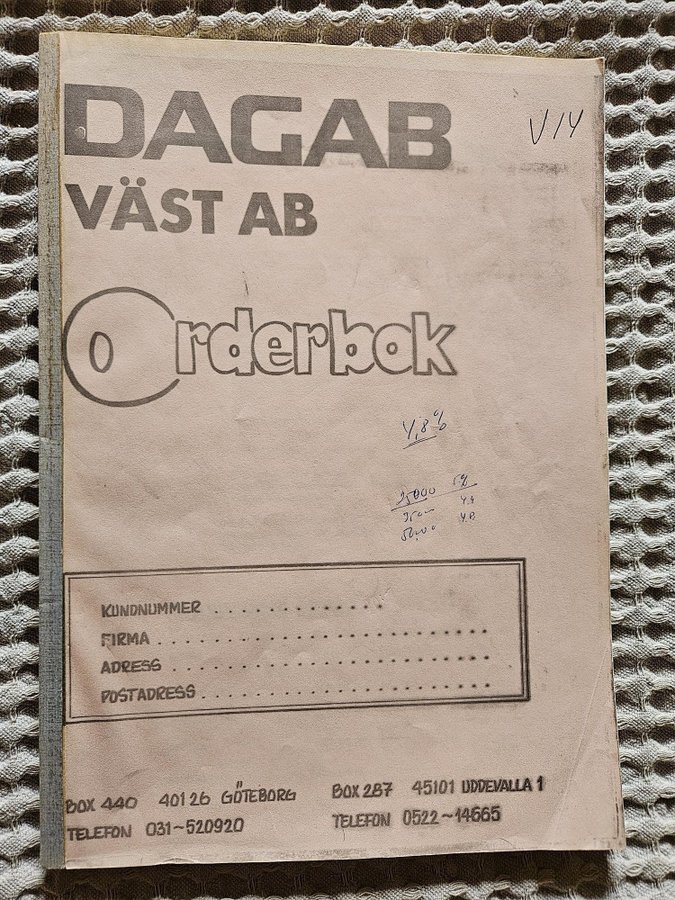 DAGAB
V14
VÄST AB
Orderbok
4,8%
KUNDNUMMER . . . . . . . . . . . . .
FIRMA . . . . . . . . . . . . . . . . . . . . . . . . .
ADRESS . . . . . . . . . . . . . . . . . . . . . . . .
POSTADRESS . . . . . . . . . . . . . . . . . . . . .
BOX 440 40126 GÖTEBORG
TELEFON 031~520920
BOX 287 45101 UDDEVALLA 1
TELEFON 0522~14665